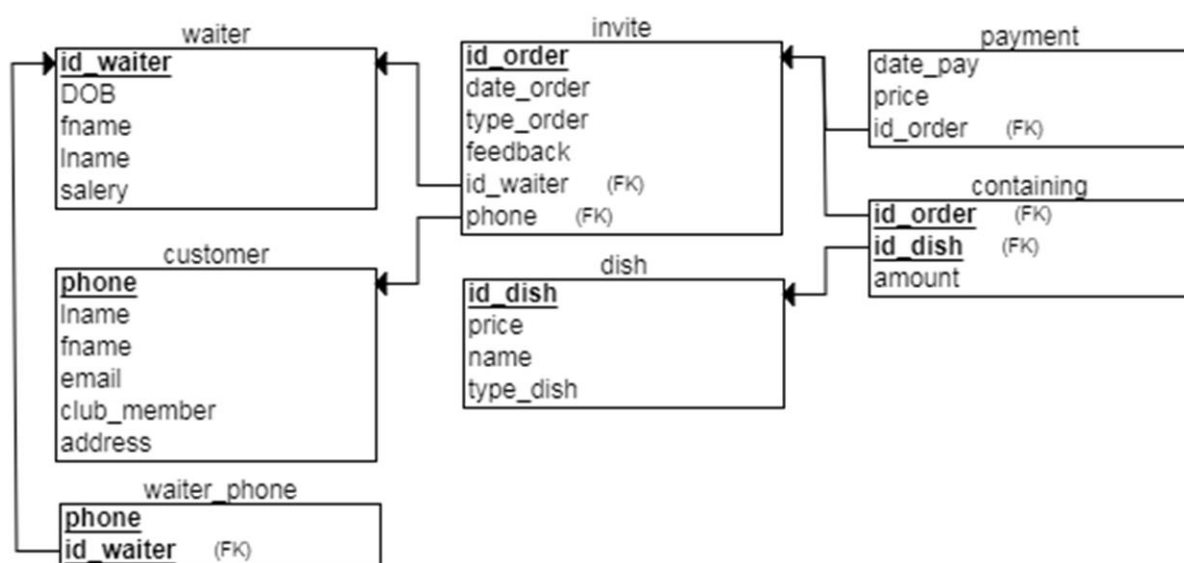 waiter
id_waiter
DOB
fname
lname
salery
customer
phone
lname
fname
email
club_member
address
waiter_phone
phone
id_waiter (FK)
invite
id_order
date_order
type_order
feedback
id_waiter (FK)
phone (FK)
dish
id_dish
price
name
type_dish
payment
date_pay
price
id_order (FK)
containing
id_order (FK)
id_dish (FK)
amount